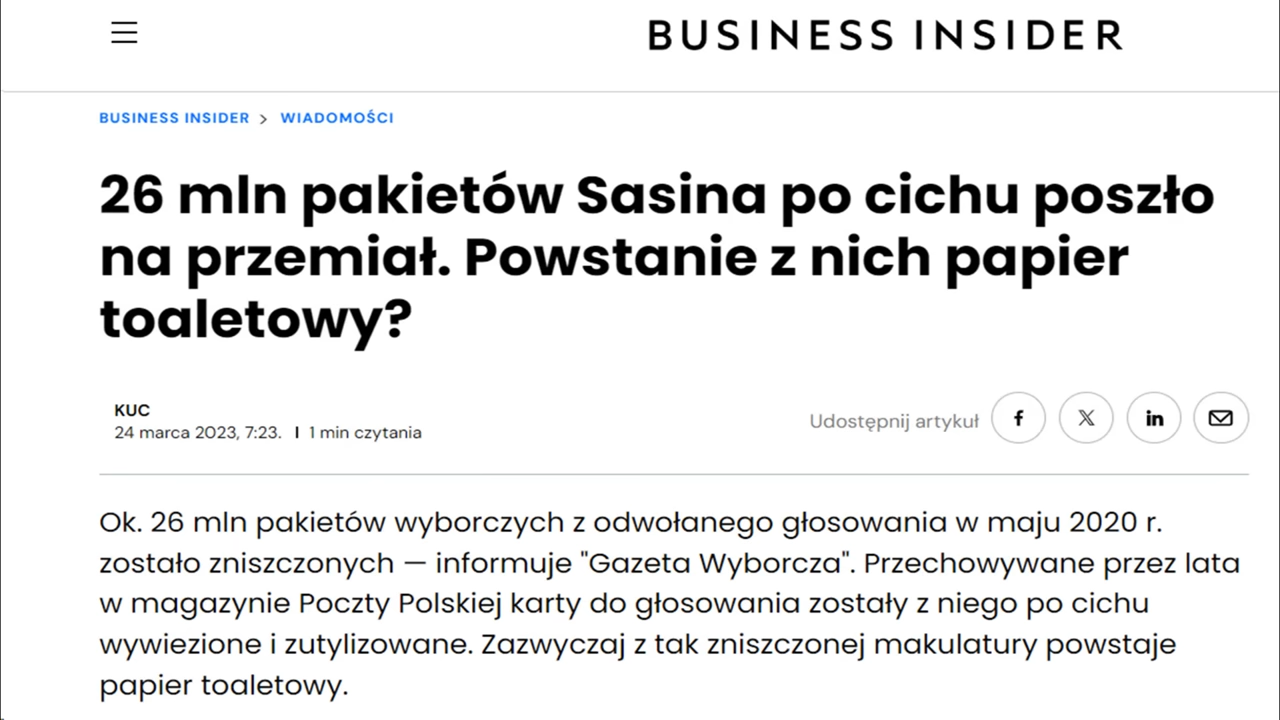 BUSINESS INSIDER
BUSINESS INSIDER > WIADOMOŚCI
26 mln pakietów Sasina po cichu poszło
na przemiał. Powstanie z nich papier
toaletowy?
KUC
24 marca 2023, 7:23. | 1 min czytania
Udostępnij artykuł
Ok. 26 mln pakietów wyborczych z odwołanego głosowania w maju 2020 r.
zostało zniszczonych — informuje "Gazeta Wyborcza". Przechowywane przez lata
w magazynie Poczty Polskiej karty do głosowania zostały z niego po cichu
wywiezione i zutylizowane. Zazwyczaj z tak zniszczonej makulatury powstaje
papier toaletowy.